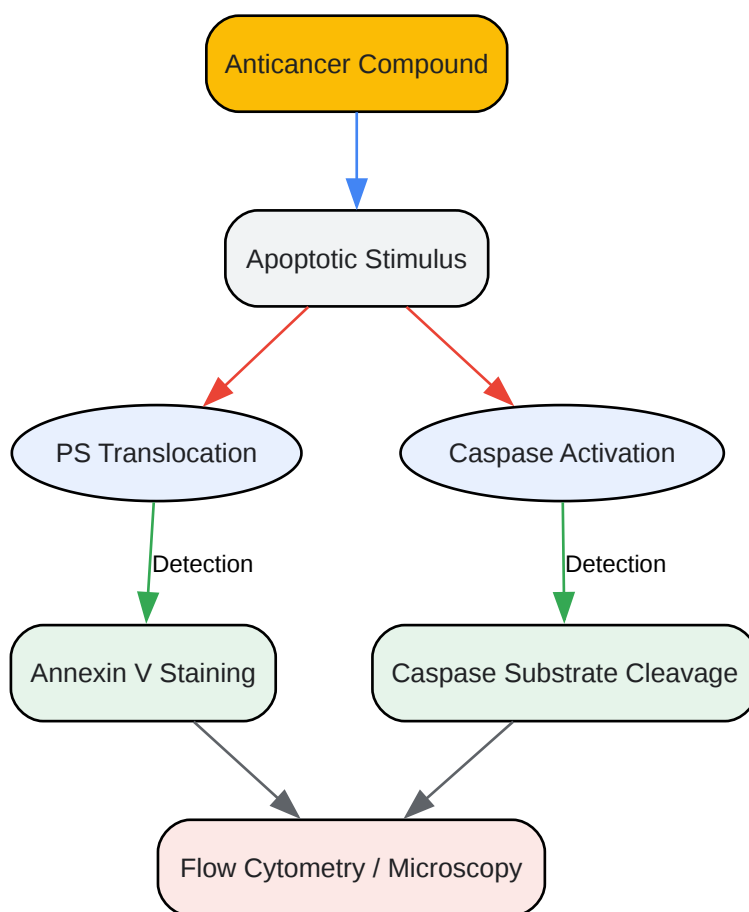 Anticancer Compound
Apoptotic Stimulus
PS Translocation
Caspase Activation
Detection
Detection
Annexin V Staining
Caspase Substrate Cleavage
Flow Cytometry / Microscopy